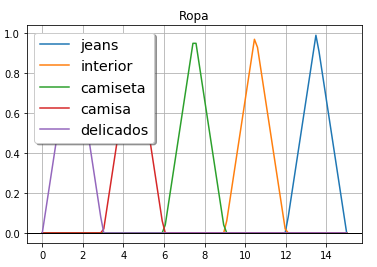 Ropa
jeans
interior
camiseta
camisa
delicados
1.0
0.8
0.6
0.4
0.2
0.0
0 2 4 6 8 10 12 14